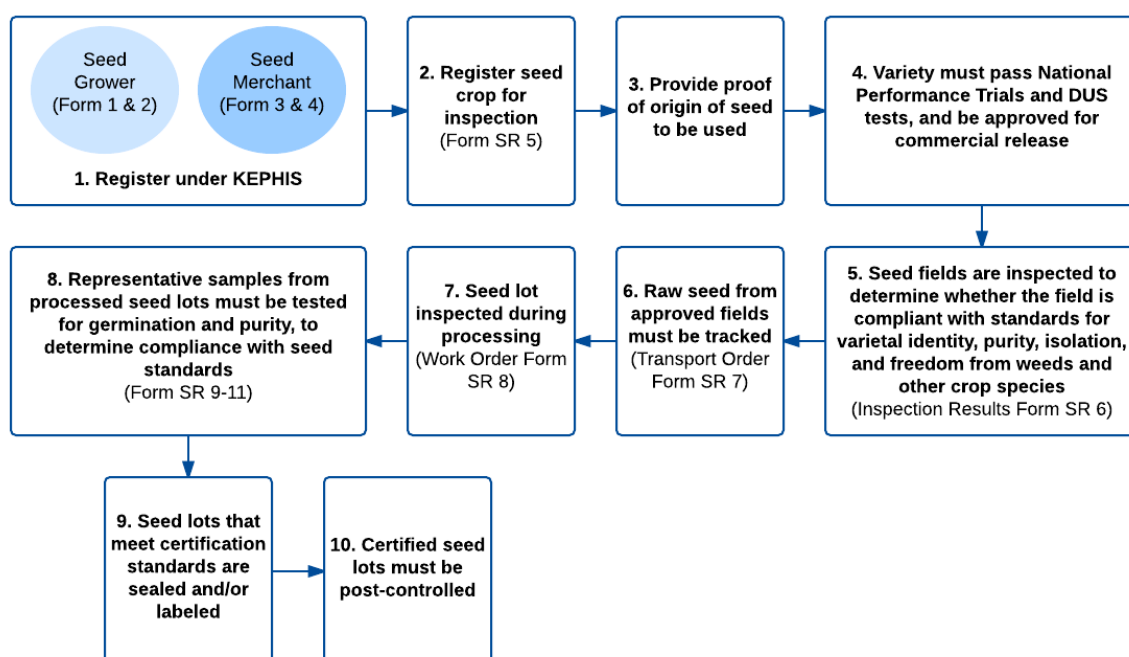 Seed
Grower
(Form 1 & 2)
Seed
Merchant
(Form 3 & 4)
1. Register under KEPHIS
2. Register seed
crop for
inspection
(Form SR 5)
3. Provide proof
of origin of seed
to be used
4. Variety must pass National
Performance Trials and DUS
tests, and be approved for
commercial release
5. Seed fields are inspected to
determine whether the field is
compliant with standards for
varietal identity, purity, isolation,
and freedom from weeds and
other crop species
(Inspection Results Form SR 6)
6. Raw seed from
approved fields
must be tracked
(Transport Order
Form SR 7)
7. Seed lot
inspected during
processing
(Work Order Form
SR 8)
8. Representative samples from
processed seed lots must be tested
for germination and purity, to
determine compliance with seed
standards
(Form SR 9-11)
9. Seed lots that
meet certification
standards are
sealed and/or
labeled
10. Certified seed
lots must be
post-controlled